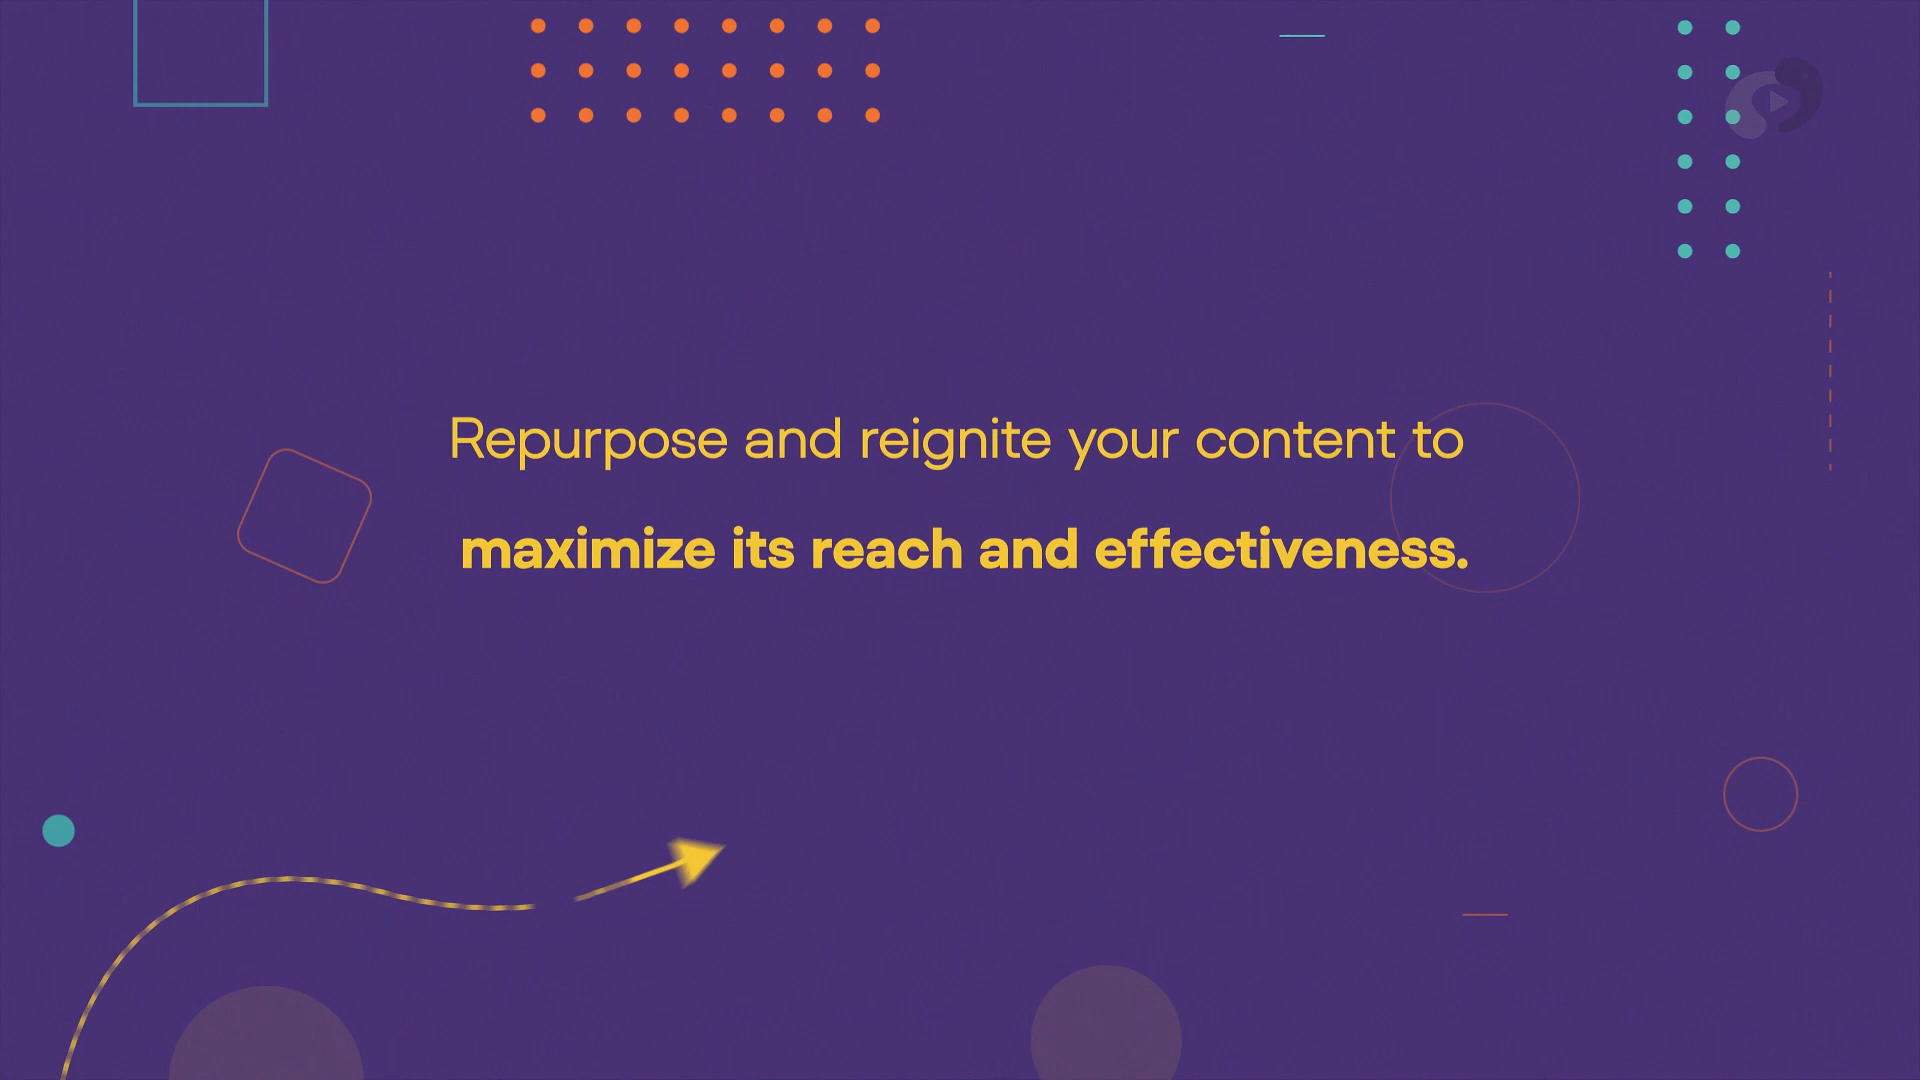 Repurpose and reignite your content to
maximize its reach and effectiveness.